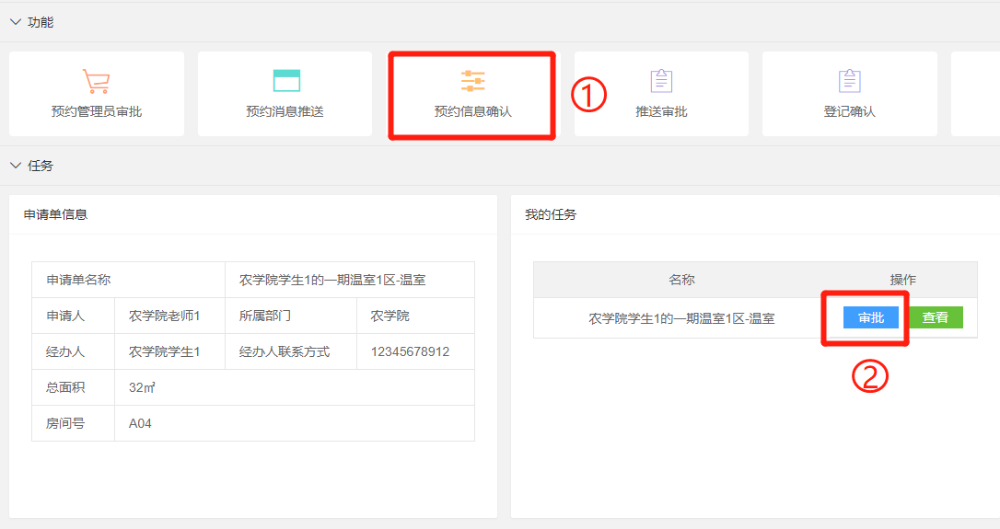 功能
预约管理员审批 预约消息推送 预约信息确认 ① 推送审批 登记确认
任务
申请单信息
申请单名称 农学院学生1的一期温室1区-温室
申请人 农学院老师1 所属部门 农学院
经办人 农学院学生1 经办人联系方式 12345678912
总面积 32㎡
房间号 A04
我的任务
名称 操作
农学院学生1的一期温室1区-温室 审批 查看
②